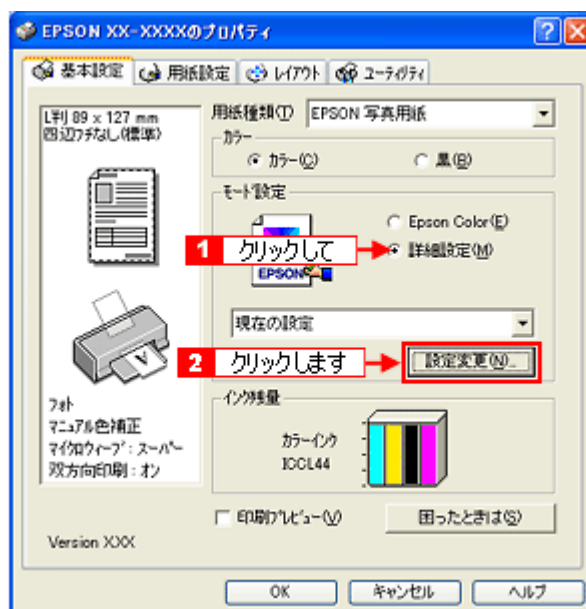 EPSON XX-XXXXのプロパティ
基本設定 用紙設定 レイアウト ユーティリティ
L判 89 x 127 mm
四辺フチなし(標準)
用紙種類(T) EPSON 写真用紙
カラー
カラー(C) 黒(B)
モード設定
Epson Color(E)
1 クリックして 詳細設定(M)
EPSON
現在の設定
2 クリックします 設定変更(N)...
フォト
マニュアル色補正
マイクロウィーブ : スーパー
双方向印刷 : オン
インク残量
カラーインク
ICCL44
印刷プレビュー(V) 困ったときは(S)
Version XXX
OK キャンセル ヘルプ